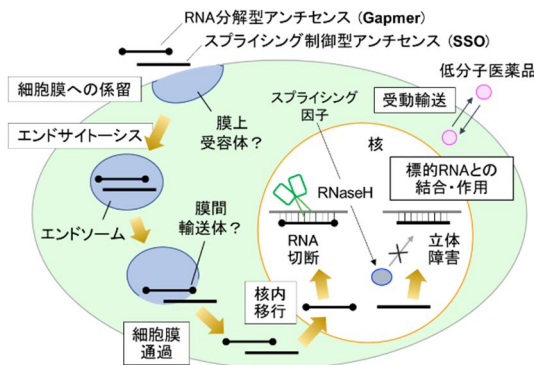 RNA分解型アンチセンス（Gapmer）
スプライシング制御型アンチセンス（SSO）
細胞膜への係留
低分子医薬品
受動輸送
エンドサイトーシス
膜上
受容体？
スプライシング
因子
核
標的RNAとの
結合・作用
RNaseH
エンドソーム
膜間
輸送体？
RNA
切断
立体
障害
核内
移行
細胞膜
通過